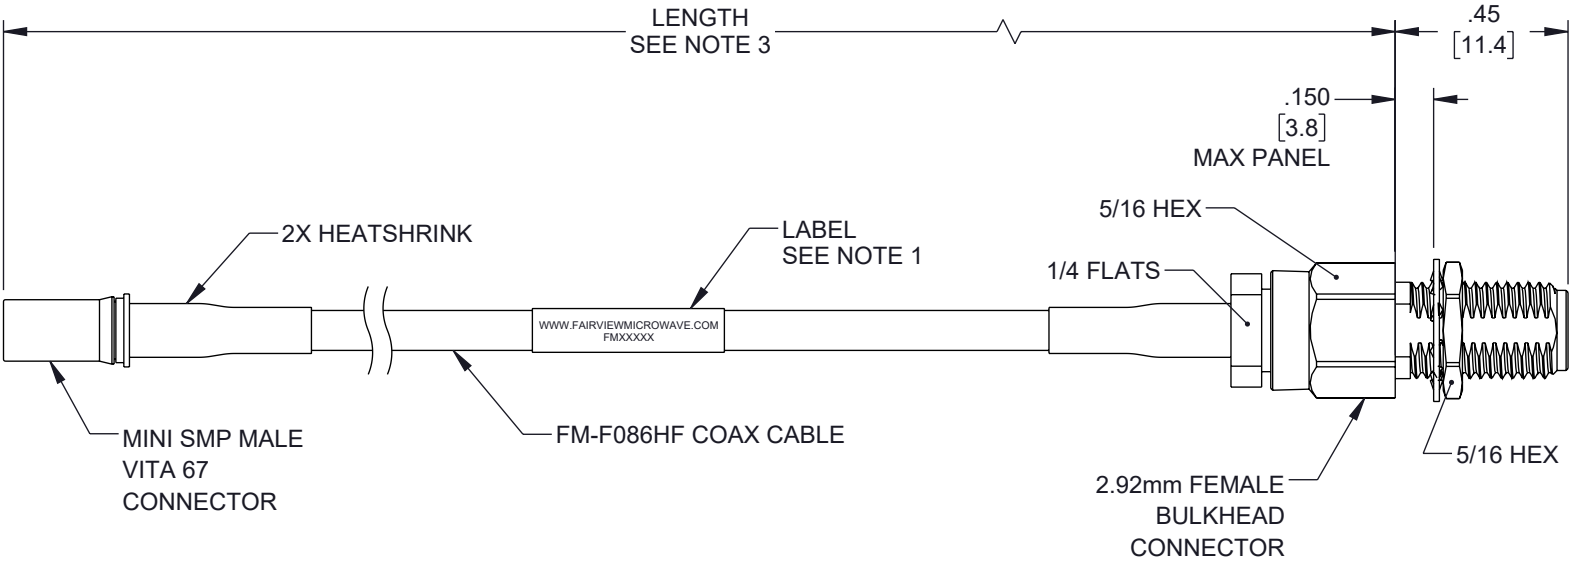 LENGTH
SEE NOTE 3
.45
[11.4]
.150
[3.8]
MAX PANEL
5/16 HEX
2X HEATSHRINK
LABEL
SEE NOTE 1
1/4 FLATS
WWW.FAIRVIEWMICROWAVE.COM
FMXXXXX
MINI SMP MALE
VITA 67
CONNECTOR
FM-F086HF COAX CABLE
5/16 HEX
2.92mm FEMALE
BULKHEAD
CONNECTOR